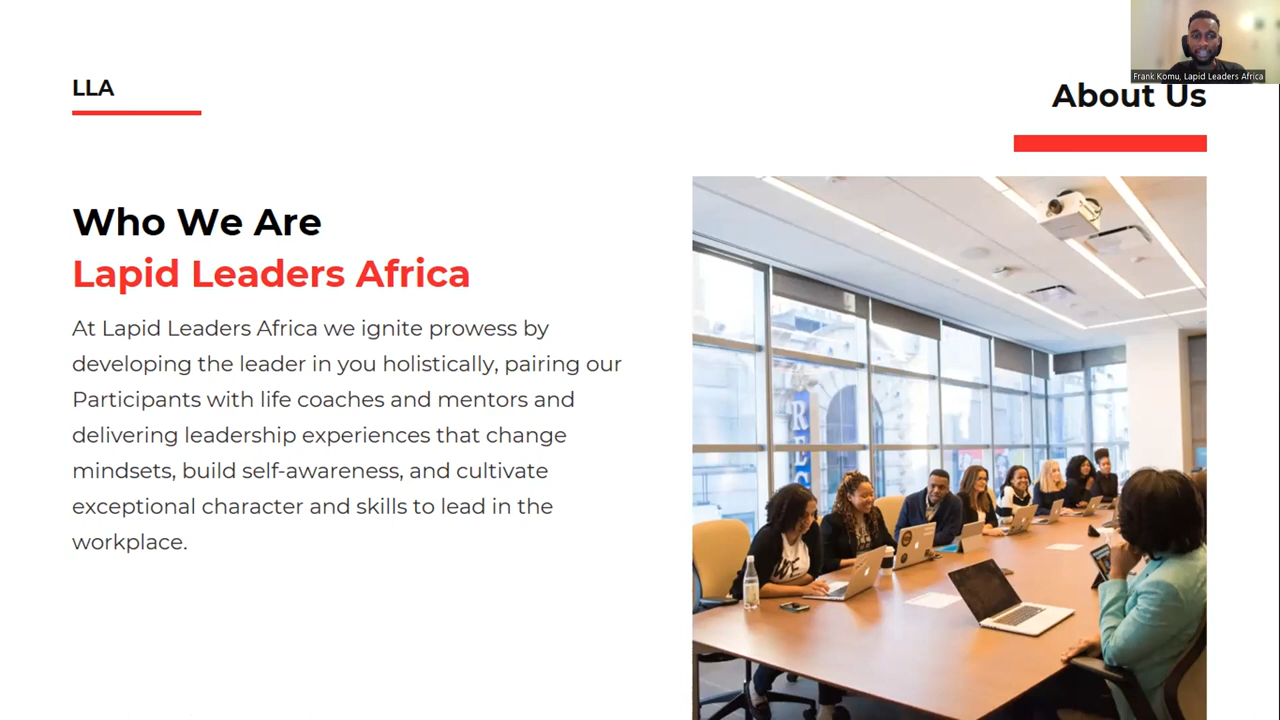 Frank Komu, Lapid Leaders Africa
LLA
About Us
Who We Are
Lapid Leaders Africa
At Lapid Leaders Africa we ignite prowess by
developing the leader in you holistically, pairing our
Participants with life coaches and mentors and
delivering leadership experiences that change
mindsets, build self-awareness, and cultivate
exceptional character and skills to lead in the
workplace.